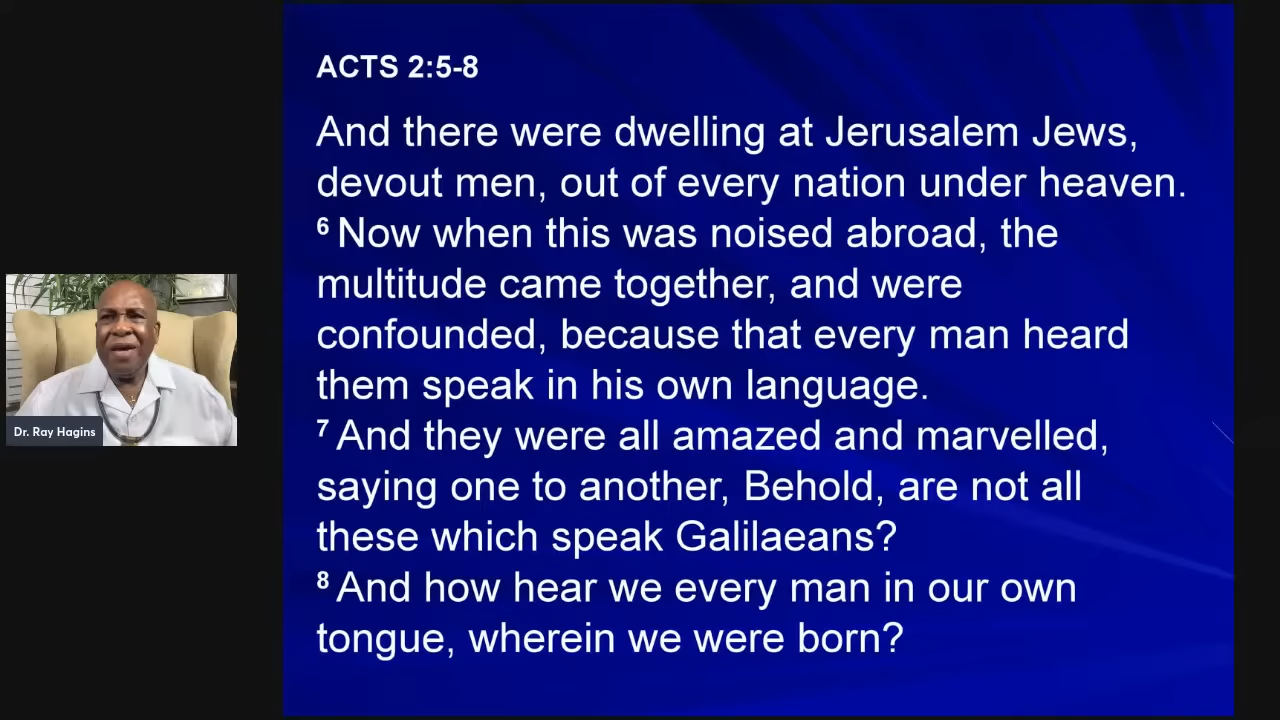 ACTS 2:5-8
And there were dwelling at Jerusalem Jews,
devout men, out of every nation under heaven.
6 Now when this was noised abroad, the
multitude came together, and were
confounded, because that every man heard
them speak in his own language.
7 And they were all amazed and marvelled,
saying one to another, Behold, are not all
these which speak Galilaeans?
8 And how hear we every man in our own
tongue, wherein we were born?
Dr. Ray Hagins